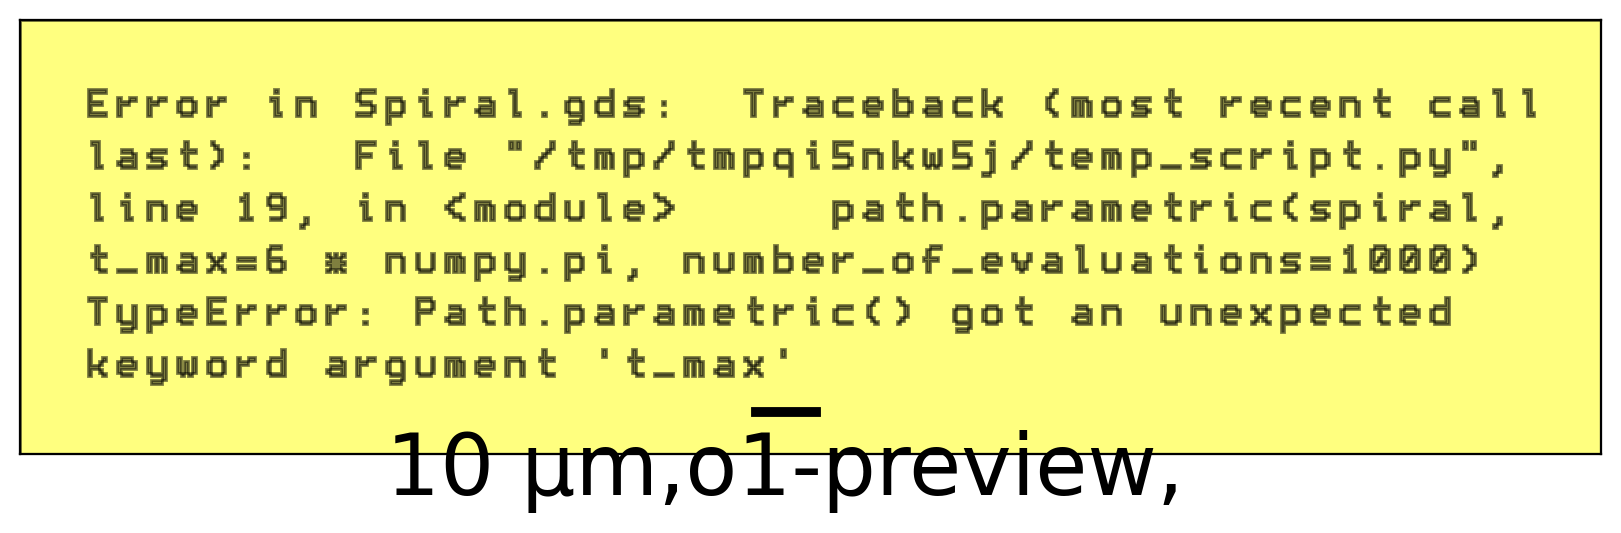 Error in Spiral.gds:  Traceback (most recent call
last):   File "/tmp/tmpqi5nkw5j/temp_script.py",
line 19, in <module>     path.parametric(spiral,
t_max=6 * numpy.pi, number_of_evaluations=1000)
TypeError: Path.parametric() got an unexpected
keyword argument 't_max'
10 μm,o1-preview,